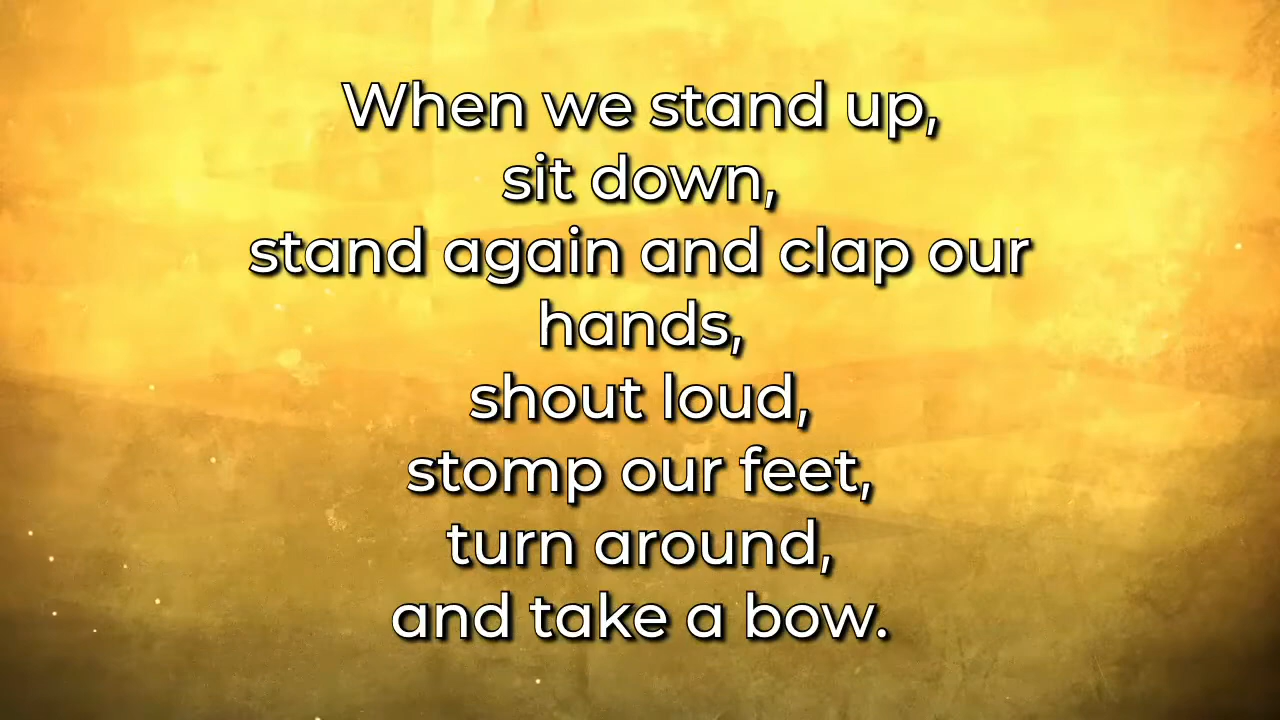 When we stand up,
sit down,
stand again and clap our
hands,
shout loud,
stomp our feet,
turn around,
and take a bow.